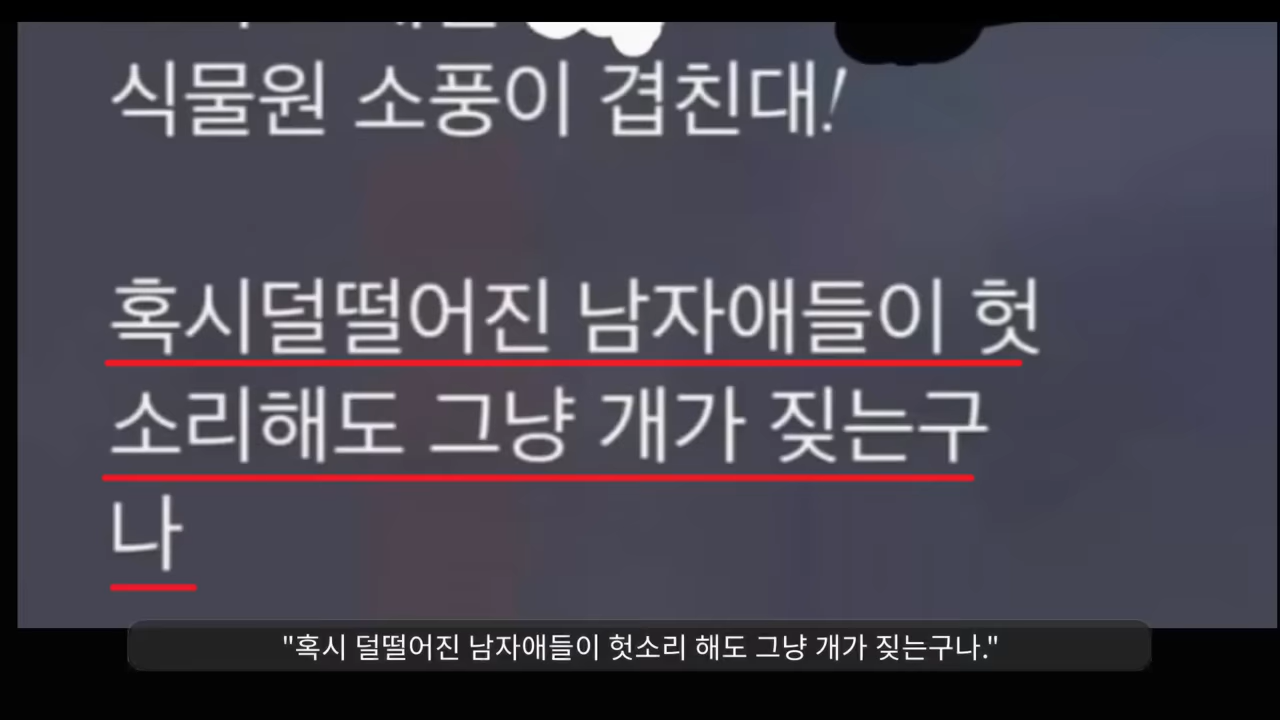 식물원 소풍이 겹친대!
혹시덜떨어진 남자애들이 헛
소리해도 그냥 개가 짖는구
나
"혹시 덜떨어진 남자애들이 헛소리 해도 그냥 개가 짖는구나."